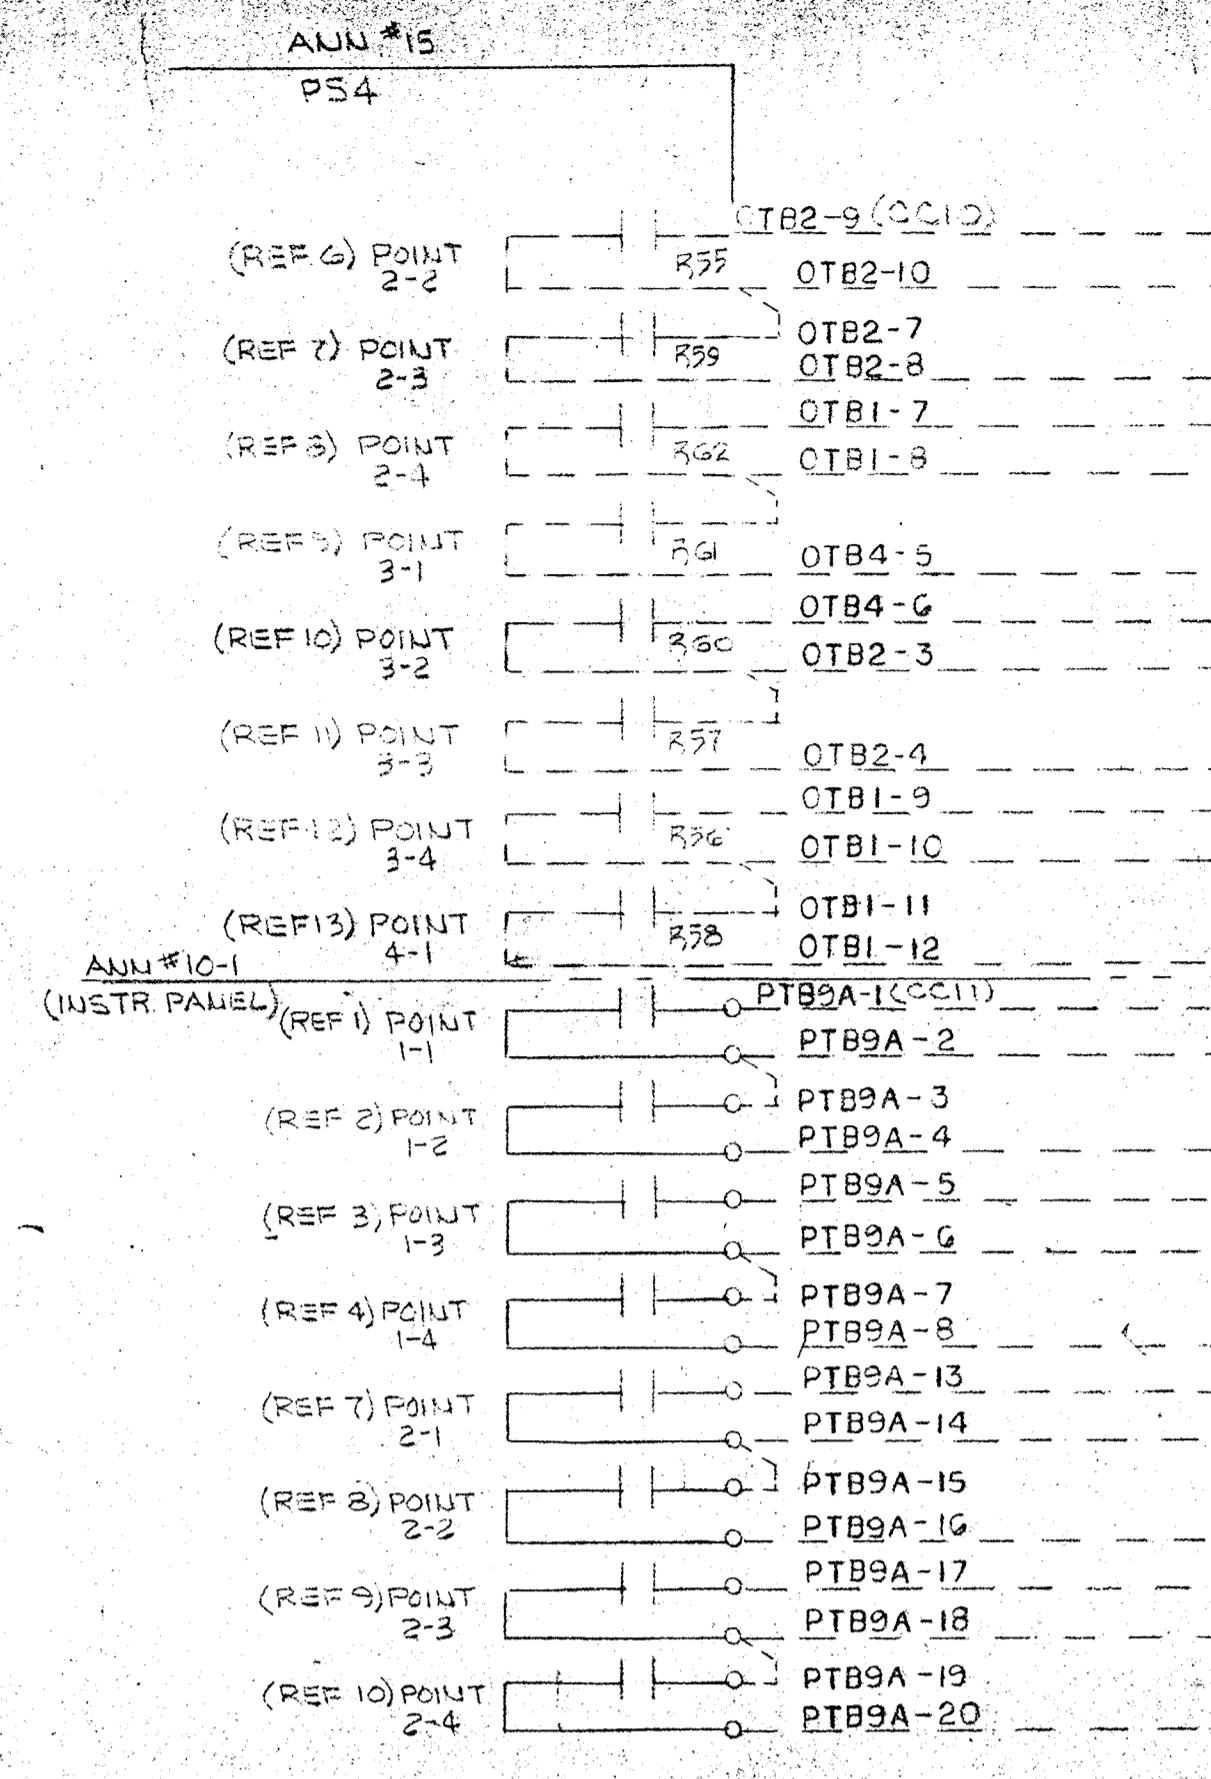 ANN #15
PS4
OTB2-9 (CC10)
(REF. 6) POINT
2-2
R55
OTB2-10
OTB2-7
(REF 7) POINT
2-3
R59
OTB2-8
OTB1-7
(REF 8) POINT
2-4
R62
OTB1-8
(REF 9) POINT
3-1
R61
OTB4-5
OTB4-6
(REF 10) POINT
3-2
R60
OTB2-3
(REF 11) POINT
3-3
R57
OTB2-4
OTB1-9
(REF 12) POINT
3-4
R56
OTB1-10
OTB1-11
(REF 13) POINT
4-1
R58
OTB1-12
ANN #10-1
(INSTR. PANEL)
PTB9A-1 (CC11)
(REF 1) POINT
1-1
PTB9A-2
PTB9A-3
(REF 2) POINT
1-2
PTB9A-4
PTB9A-5
(REF 3) POINT
1-3
PTB9A-6
PTB9A-7
(REF 4) POINT
1-4
PTB9A-8
PTB9A-13
(REF 7) POINT
2-1
PTB9A-14
PTB9A-15
(REF 8) POINT
2-2
PTB9A-16
PTB9A-17
(REF 9) POINT
2-3
PTB9A-18
PTB9A-19
(REF 10) POINT
2-4
PTB9A-20